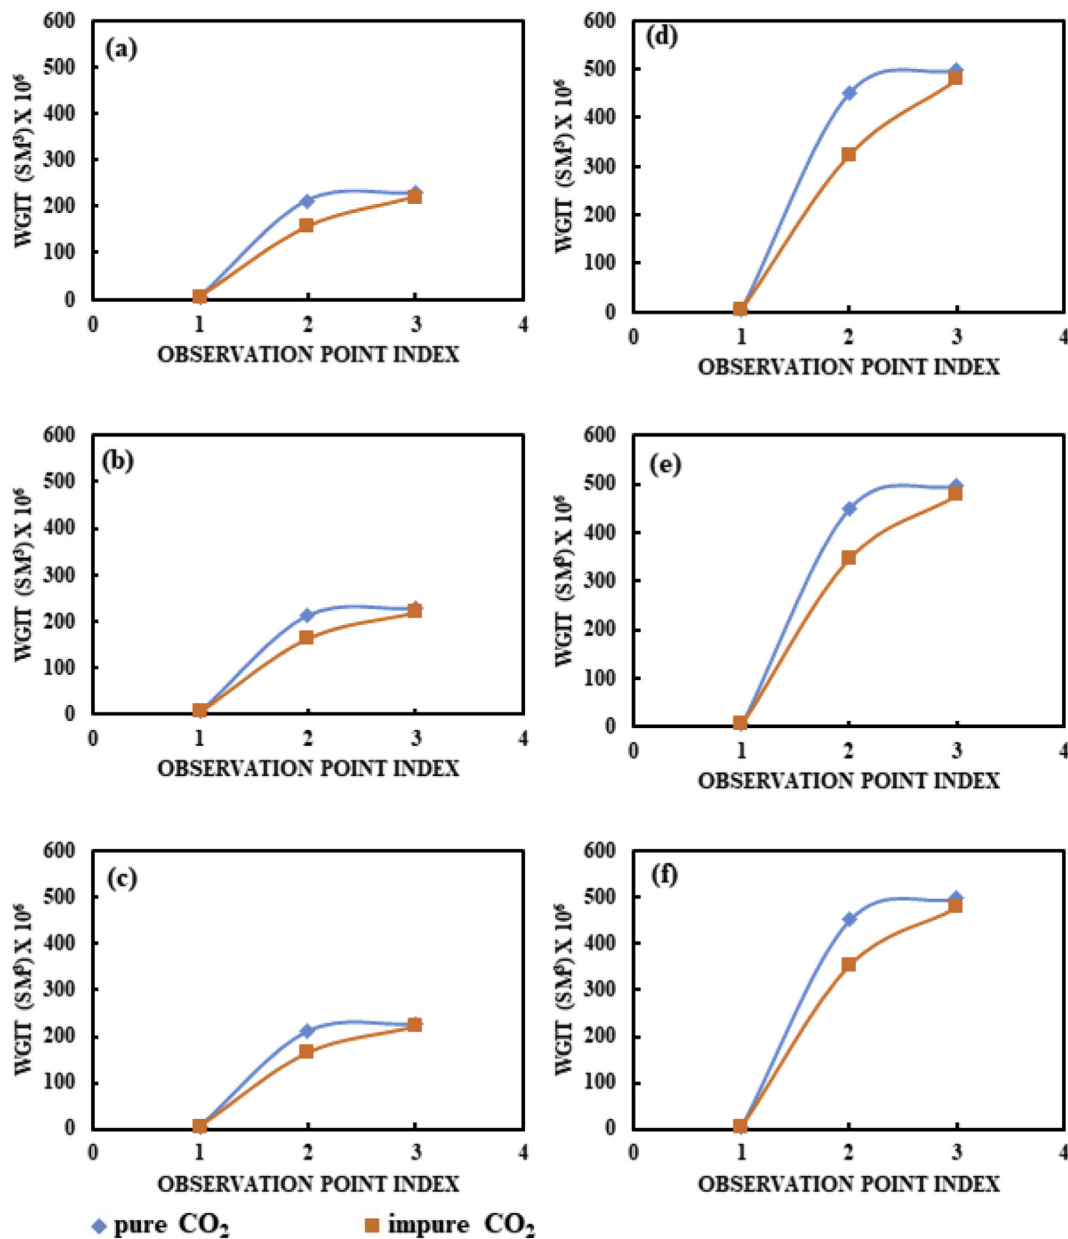 (a)
WGIT (SM³) X 10⁶
600
500
400
300
200
100
0
0 1 2 3 4
OBSERVATION POINT INDEX
(d)
WGIT (SM³) X 10⁶
600
500
400
300
200
100
0
0 1 2 3 4
OBSERVATION POINT INDEX
(b)
WGIT (SM³) X 10⁶
600
500
400
300
200
100
0
0 1 2 3 4
OBSERVATION POINT INDEX
(e)
WGIT (SM³) X 10⁶
600
500
400
300
200
100
0
0 1 2 3 4
OBSERVATION POINT INDEX
(c)
WGIT (SM³) X 10⁶
600
500
400
300
200
100
0
0 1 2 3 4
OBSERVATION POINT INDEX
(f)
WGIT (SM³) X 10⁶
600
500
400
300
200
100
0
0 1 2 3 4
OBSERVATION POINT INDEX
pure CO₂ impure CO₂